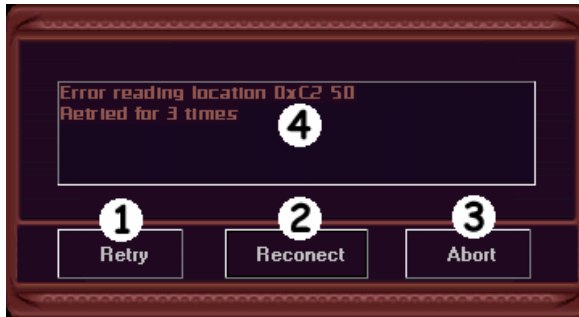 Error reading location 0xC2 50
Retried for 3 times
4
1
2
3
Retry
Reconect
Abort